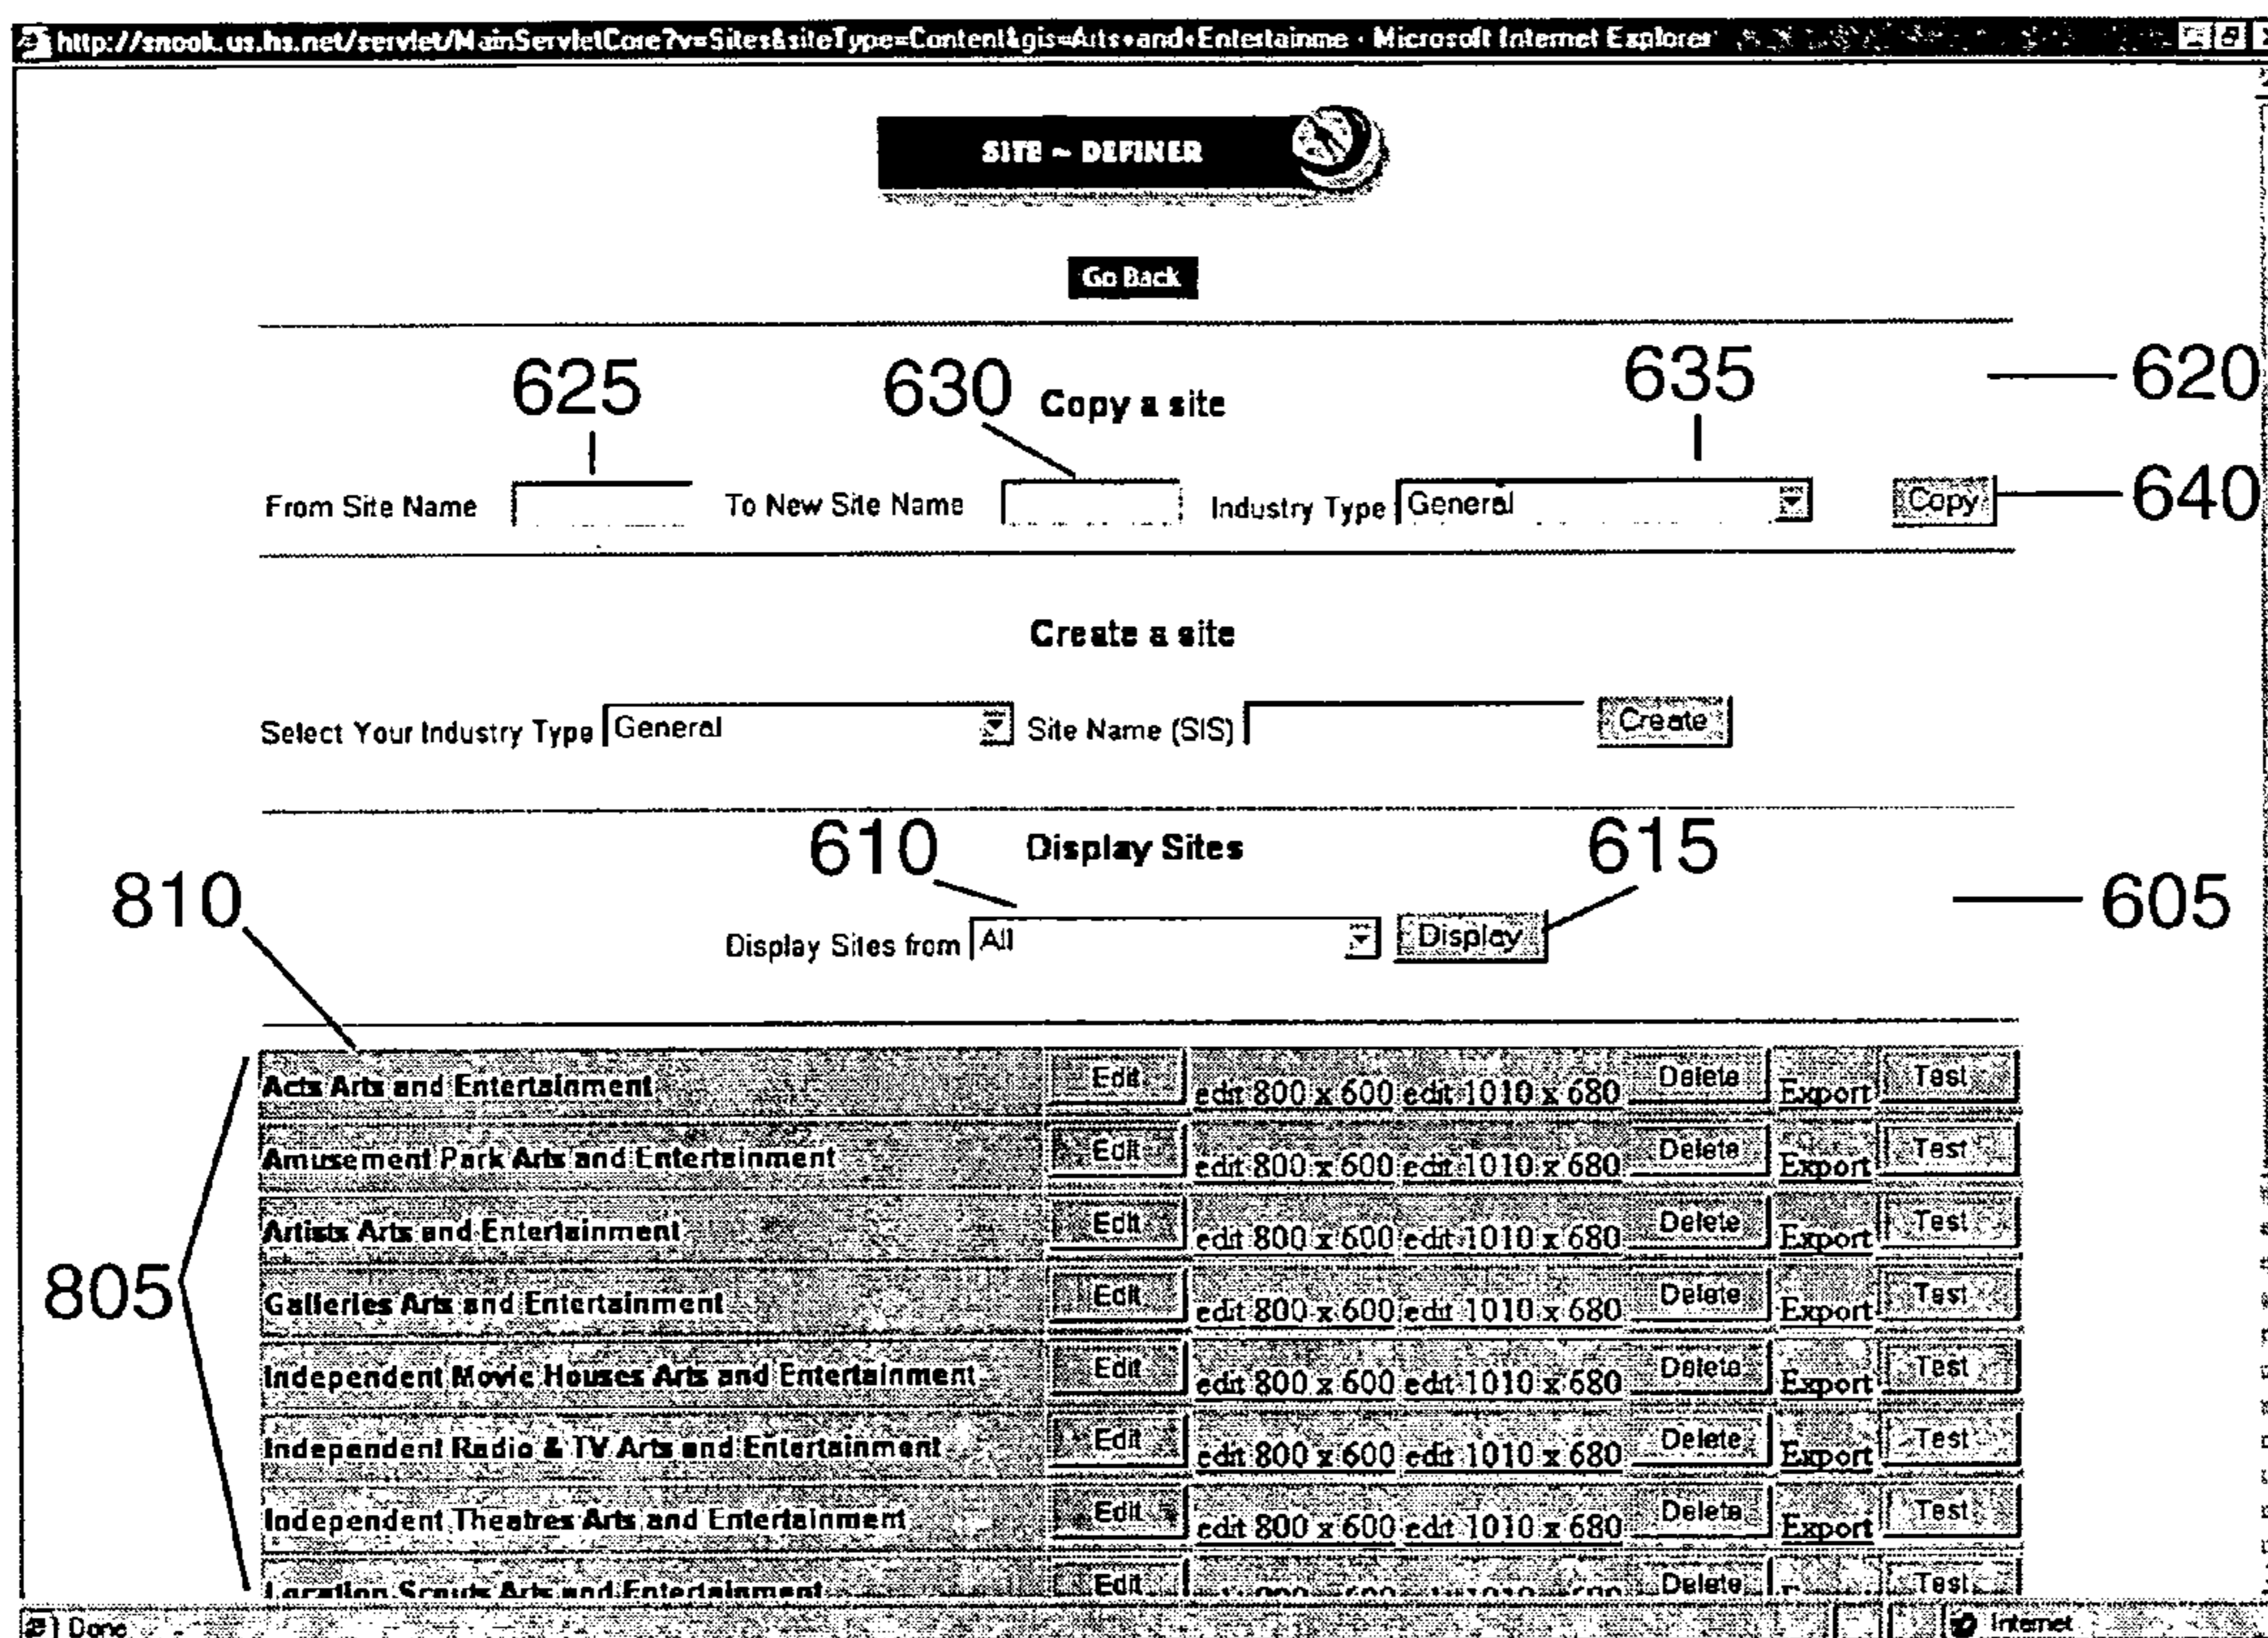 http://snook.us.hs.net/servlet/MainServletCore?v=Sites&siteType=Content&gis=Arts+and+Entertainme - Microsoft Internet Explorer
SITE ~ DEFINER
Go Back
625 630 Copy a site 635 620
From Site Name To New Site Name Industry Type General Copy 640
Create a site
Select Your Industry Type General Site Name (SIS) Create
610 Display Sites 615
810 605
Display Sites from All Display
Acts Arts and Entertainment Edit edit 800 x 600 edit 1010 x 680 Delete Export Test
Amusement Park Arts and Entertainment Edit edit 800 x 600 edit 1010 x 680 Delete Export Test
Artists Arts and Entertainment Edit edit 800 x 600 edit 1010 x 680 Delete Export Test
805
Galleries Arts and Entertainment Edit edit 800 x 600 edit 1010 x 680 Delete Export Test
Independent Movie Houses Arts and Entertainment Edit edit 800 x 600 edit 1010 x 680 Delete Export Test
Independent Radio & TV Arts and Entertainment Edit edit 800 x 600 edit 1010 x 680 Delete Export Test
Independent Theatres Arts and Entertainment Edit edit 800 x 600 edit 1010 x 680 Delete Export Test
Location Scouts Arts and Entertainment Edit Delete Test
Done Internet